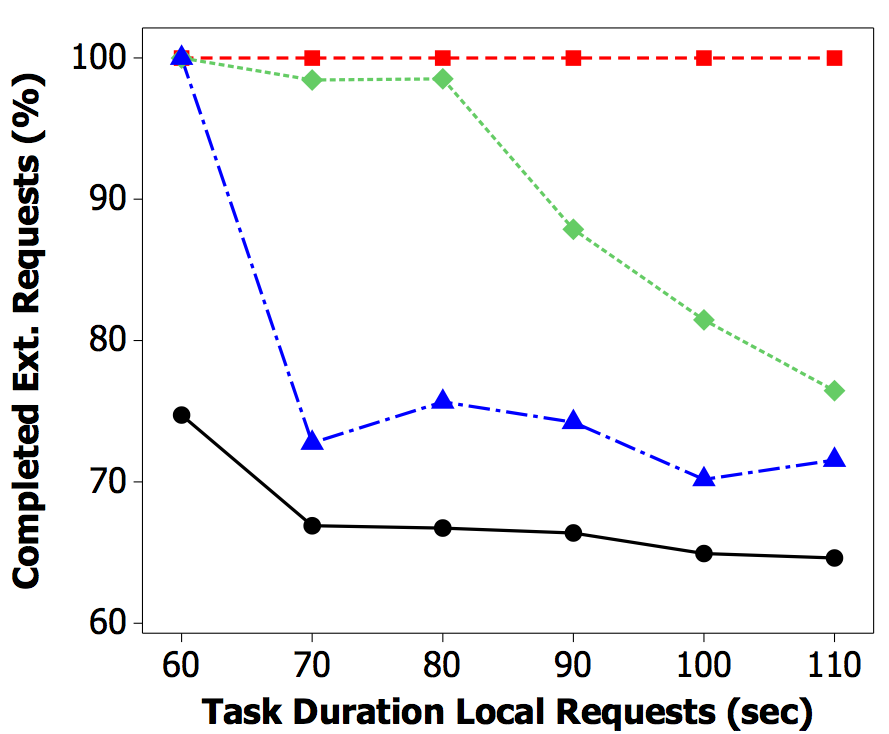 Completed Ext. Requests (%)
100
90
80
70
60
60 70 80 90 100 110
Task Duration Local Requests (sec)